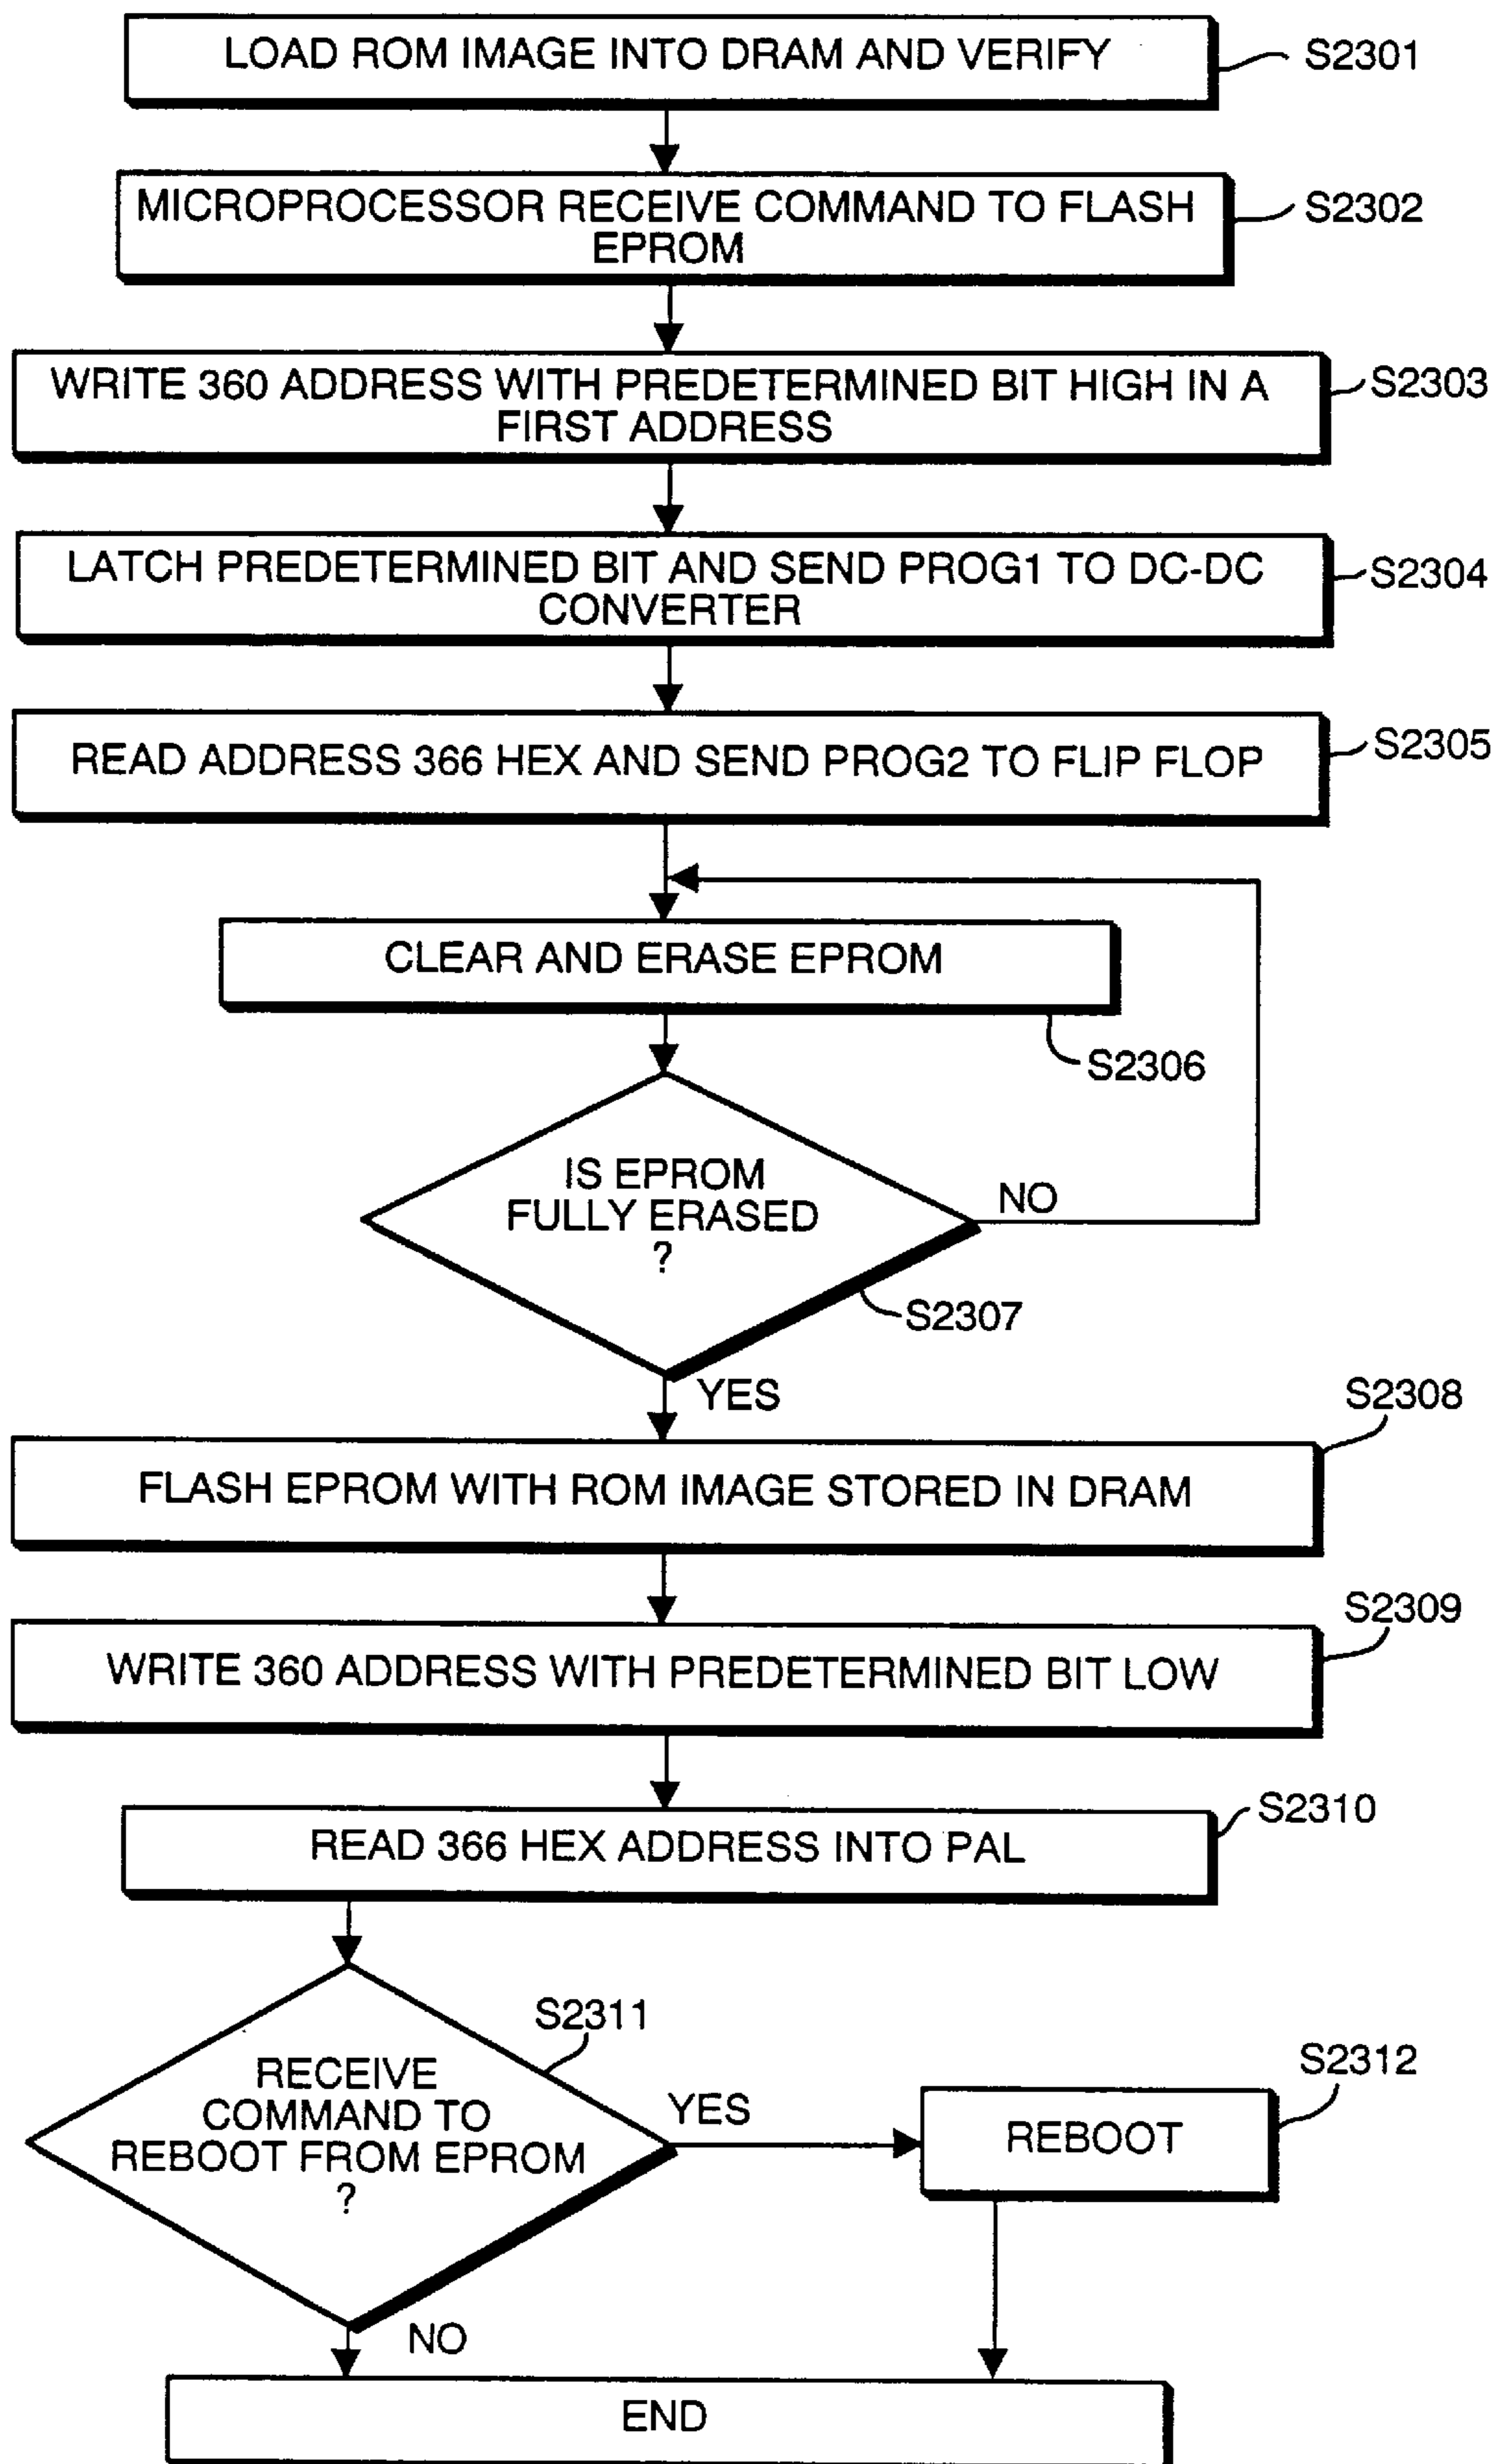 LOAD ROM IMAGE INTO DRAM AND VERIFY
S2301
MICROPROCESSOR RECEIVE COMMAND TO FLASH
EPROM
S2302
WRITE 360 ADDRESS WITH PREDETERMINED BIT HIGH IN A
FIRST ADDRESS
S2303
LATCH PREDETERMINED BIT AND SEND PROG1 TO DC-DC
CONVERTER
S2304
READ ADDRESS 366 HEX AND SEND PROG2 TO FLIP FLOP
S2305
CLEAR AND ERASE EPROM
S2306
IS EPROM
FULLY ERASED
?
NO
S2307
YES
S2308
FLASH EPROM WITH ROM IMAGE STORED IN DRAM
S2309
WRITE 360 ADDRESS WITH PREDETERMINED BIT LOW
S2310
READ 366 HEX ADDRESS INTO PAL
S2311
RECEIVE
COMMAND TO
REBOOT FROM EPROM
?
YES
S2312
REBOOT
NO
END